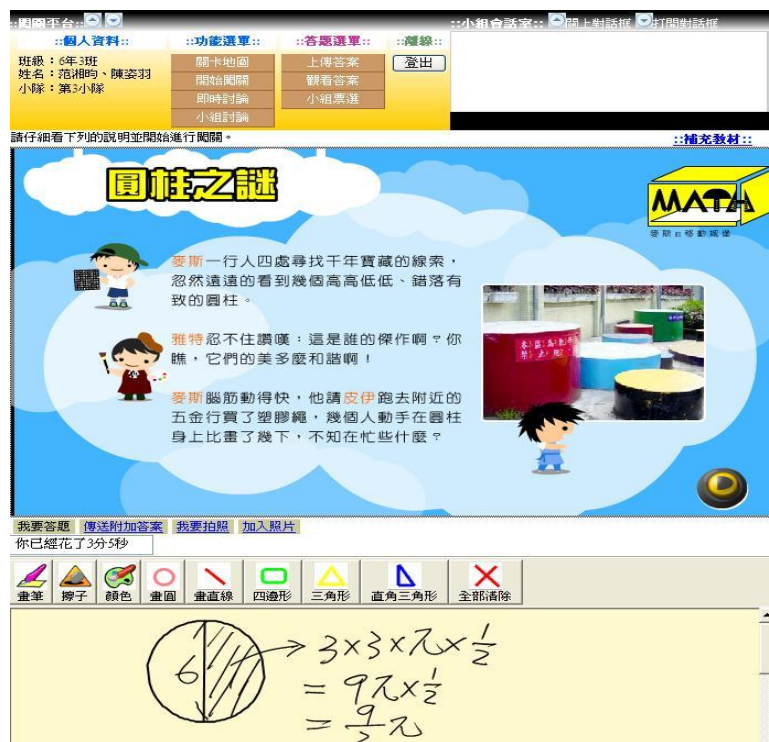 ::闖關平台::
::小組會話室:: 關上對話框 打開對話框
::個人資料:: ::功能選單:: ::答題選單:: ::離線::
班級：6年3班
姓名：范湘昀、陳姿羽
小隊：第3小隊
關卡地圖
開始闖關
即時討論
小組討論
上傳答案
觀看答案
小組票選
登出
請仔細看下列的說明並開始進行闖關。
::補充教材::
圓柱之謎
MATH
麥斯的移動城堡
麥斯一行人四處尋找千年寶藏的線索，
忽然遠遠的看到幾個高高低低、錯落有
致的圓柱。
雅特忍不住讚嘆：這是誰的傑作啊？你
瞧，它們的美多麼和諧啊！
麥斯腦筋動得快，他請皮伊跑去附近的
五金行買了塑膠繩，幾個人動手在圓柱
身上比畫了幾下，不知在忙些什麼？
我要答題 傳送附加答案 我要拍照 加入照片
你已經花了3分5秒
畫筆 擦子 顏色 畫圓 畫直線 四邊形 三角形 直角三角形 全部清除
6
3×3×π×1/2
= 9π×1/2
= 9/2π